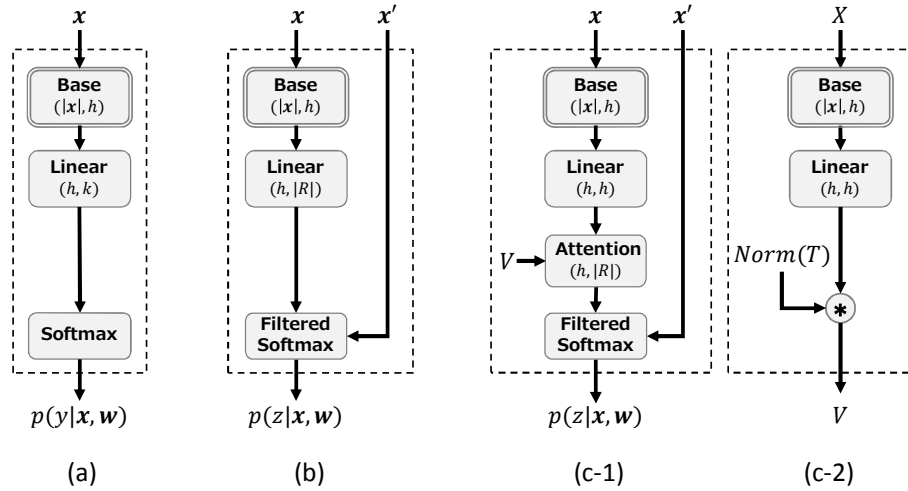 x
Base
(|x|, h)
Linear
(h, k)
Softmax
p(y|x, w)
(a)
x
x′
Base
(|x|, h)
Linear
(h, |R|)
Filtered
Softmax
p(z|x, w)
(b)
x
x′
Base
(|x|, h)
Linear
(h, h)
V
Attention
(h, |R|)
Filtered
Softmax
p(z|x, w)
(c-1)
X
Base
(|x|, h)
Linear
(h, h)
Norm(T)
*
V
(c-2)